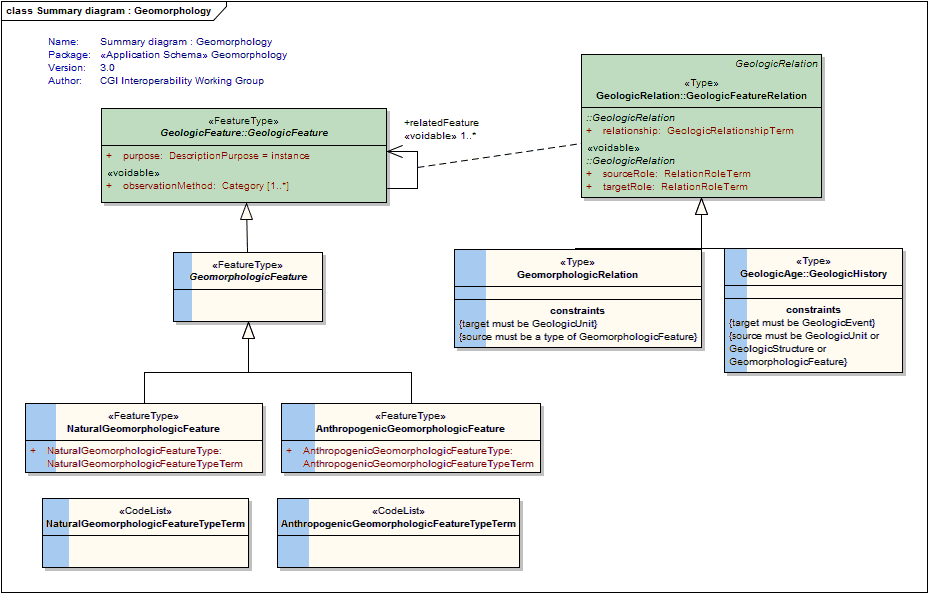 class Summary diagram : Geomorphology
Name: Summary diagram : Geomorphology
Package: «Application Schema» Geomorphology
Version: 3.0
Author: CGI Interoperability Working Group
«FeatureType»
GeologicFeature::GeologicFeature
+ purpose: DescriptionPurpose = instance
«voidable»
+ observationMethod: Category [1..*]
+relatedFeature
«voidable» 1..*
GeologicRelation
«Type»
GeologicRelation::GeologicFeatureRelation
::GeologicRelation
+ relationship: GeologicRelationshipTerm
«voidable»
::GeologicRelation
+ sourceRole: RelationRoleTerm
+ targetRole: RelationRoleTerm
«FeatureType»
GeomorphologicFeature
«Type»
GeomorphologicRelation
constraints
{target must be GeologicUnit}
{source must be a type of GeomorphologicFeature}
«Type»
GeologicAge::GeologicHistory
constraints
{target must be GeologicEvent}
{source must be GeologicUnit or
GeologicStructure or
GeomorphologicFeature}
«FeatureType»
NaturalGeomorphologicFeature
+ NaturalGeomorphologicFeatureType:
NaturalGeomorphologicFeatureTypeTerm
«FeatureType»
AnthropogenicGeomorphologicFeature
+ AnthropogenicGeomorphologicFeatureType:
AnthropogenicGeomorphologicFeatureTypeTerm
«CodeList»
NaturalGeomorphologicFeatureTypeTerm
«CodeList»
AnthropogenicGeomorphologicFeatureTypeTerm